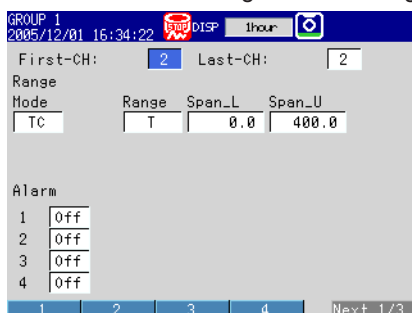 GROUP 1
2005/12/01 16:34:22 STOP DISP 1hour
First-CH: 2 Last-CH: 2
Range
Mode Range Span_L Span_U
TC T 0.0 400.0
Alarm
1 Off
2 Off
3 Off
4 Off
1 2 3 4 Next 1/3